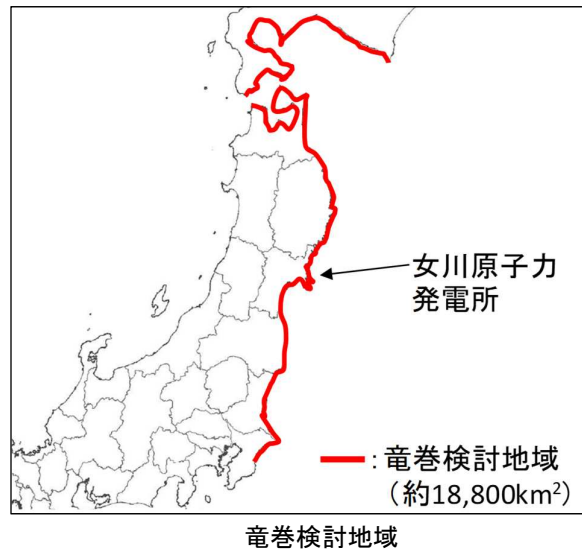 女川原子力
発電所
：竜巻検討地域
（約18,800km²）
竜巻検討地域